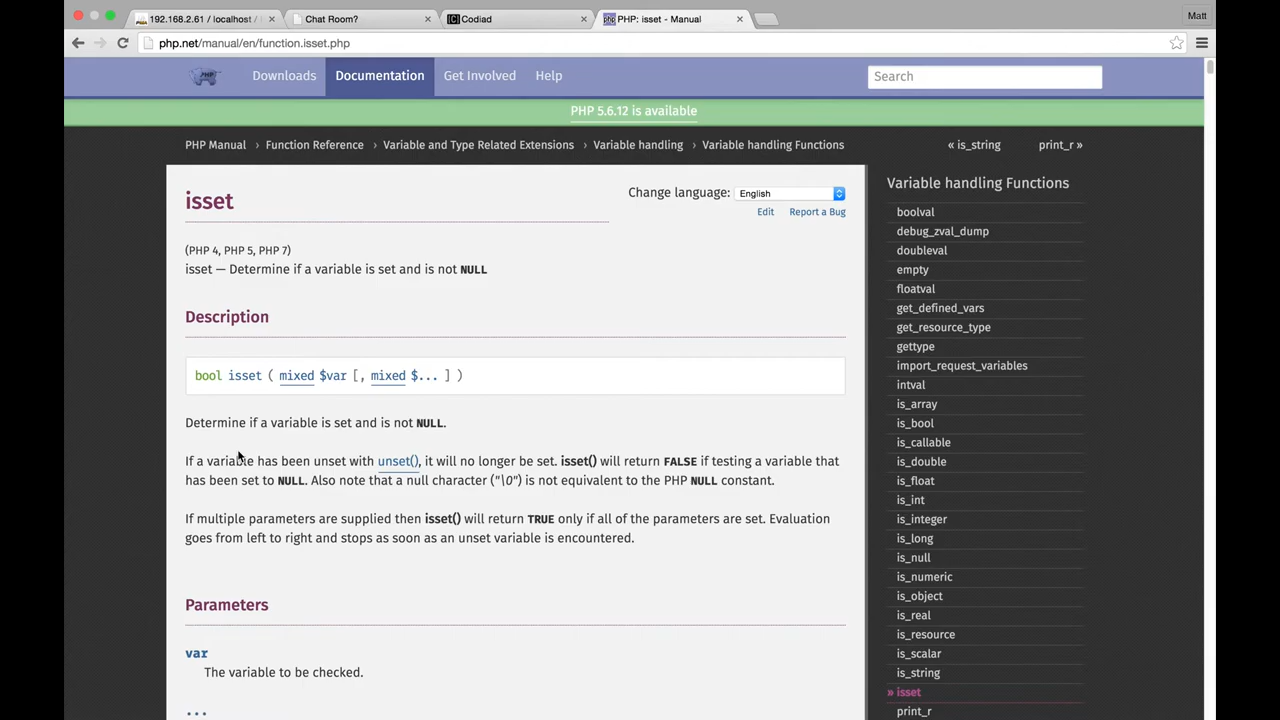 192.168.2.61 / localhost /
Chat Room?
Codiad
PHP: isset - Manual
Matt
php.net/manual/en/function.isset.php
Downloads
Documentation
Get Involved
Help
Search
PHP 5.6.12 is available
PHP Manual › Function Reference › Variable and Type Related Extensions › Variable handling › Variable handling Functions
« is_string
print_r »
isset
Change language: English
Edit
Report a Bug
(PHP 4, PHP 5, PHP 7)
isset — Determine if a variable is set and is not NULL
Description
bool isset ( mixed $var [, mixed $... ] )
Determine if a variable is set and is not NULL.
If a variable has been unset with unset(), it will no longer be set. isset() will return FALSE if testing a variable that
has been set to NULL. Also note that a null character ("\0") is not equivalent to the PHP NULL constant.
If multiple parameters are supplied then isset() will return TRUE only if all of the parameters are set. Evaluation
goes from left to right and stops as soon as an unset variable is encountered.
Parameters
var
The variable to be checked.
...
Variable handling Functions
boolval
debug_zval_dump
doubleval
empty
floatval
get_defined_vars
get_resource_type
gettype
import_request_variables
intval
is_array
is_bool
is_callable
is_double
is_float
is_int
is_integer
is_long
is_null
is_numeric
is_object
is_real
is_resource
is_scalar
is_string
» isset
print_r